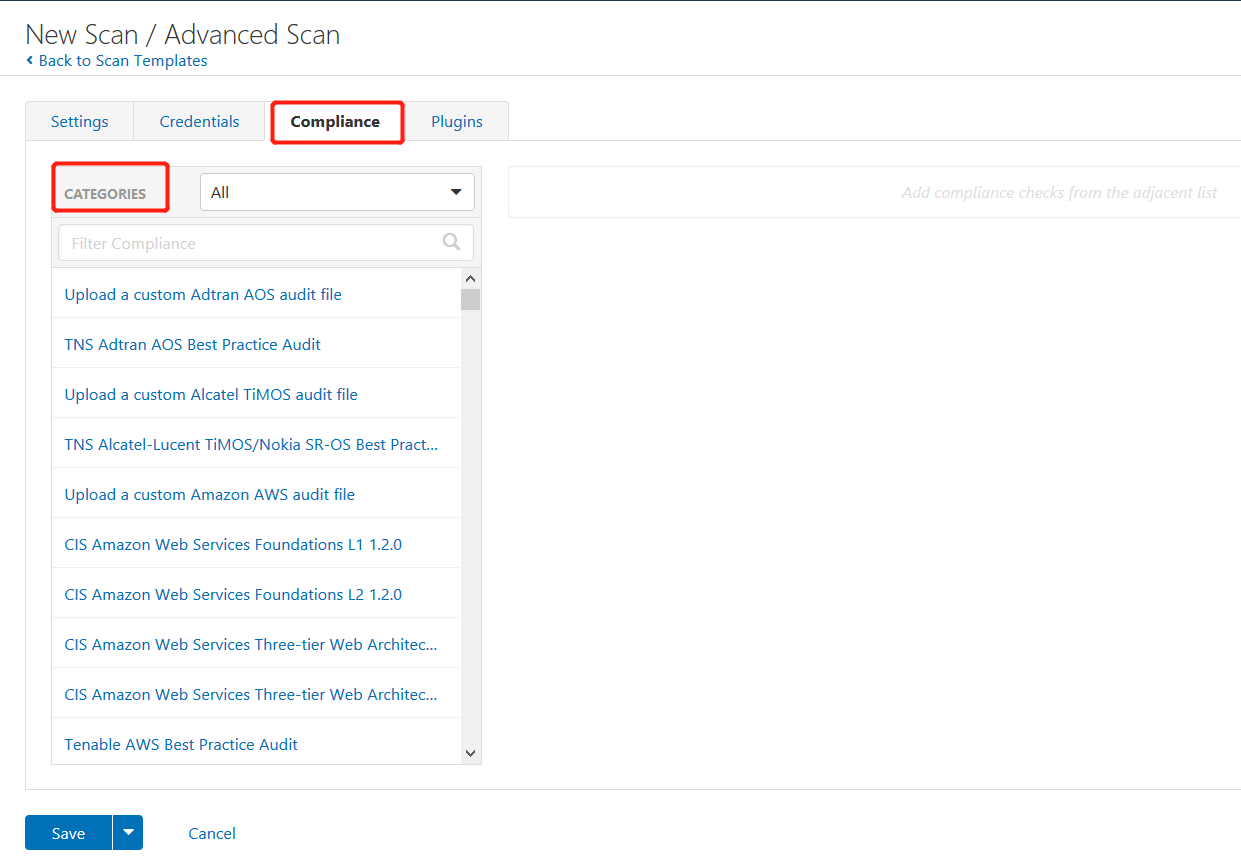 New Scan / Advanced Scan
Back to Scan Templates
Settings
Credentials
Compliance
Plugins
CATEGORIES
All
Add compliance checks from the adjacent list
Filter Compliance
Upload a custom Adtran AOS audit file
TNS Adtran AOS Best Practice Audit
Upload a custom Alcatel TiMOS audit file
TNS Alcatel-Lucent TiMOS/Nokia SR-OS Best Pract...
Upload a custom Amazon AWS audit file
CIS Amazon Web Services Foundations L1 1.2.0
CIS Amazon Web Services Foundations L2 1.2.0
CIS Amazon Web Services Three-tier Web Architec...
CIS Amazon Web Services Three-tier Web Architec...
Tenable AWS Best Practice Audit
Save
Cancel